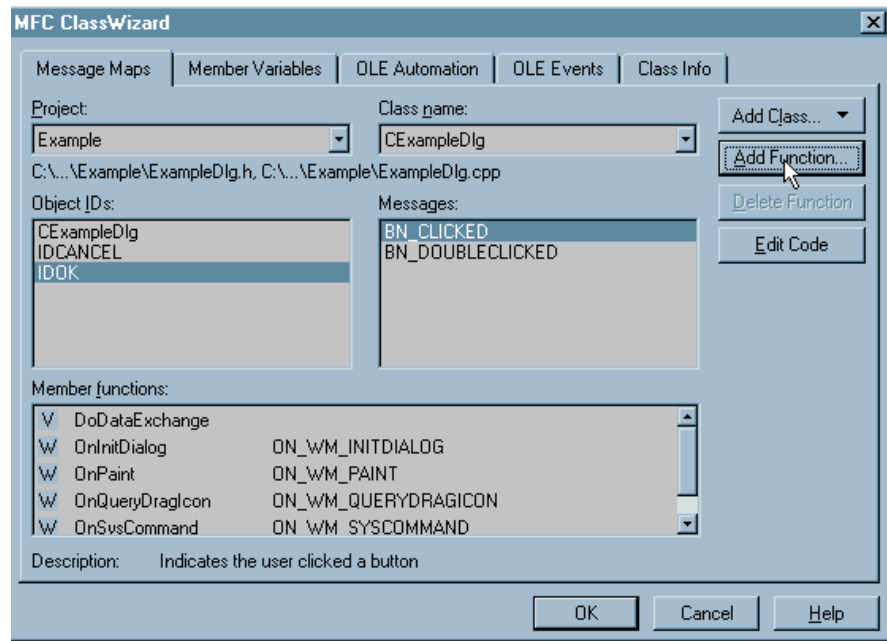 MFC ClassWizard
Message Maps Member Variables OLE Automation OLE Events Class Info
Project: Class name:
Add Class...
Example CExampleDlg
Add Function...
C:\...\Example\ExampleDlg.h, C:\...\Example\ExampleDlg.cpp
Object IDs: Messages:
Delete Function
CExampleDlg BN_CLICKED
IDCANCEL BN_DOUBLECLICKED
Edit Code
IDOK
Member functions:
V DoDataExchange
W OnInitDialog ON_WM_INITDIALOG
W OnPaint ON_WM_PAINT
W OnQueryDragIcon ON_WM_QUERYDRAGICON
W OnSysCommand ON_WM_SYSCOMMAND
Description: Indicates the user clicked a button
OK Cancel Help